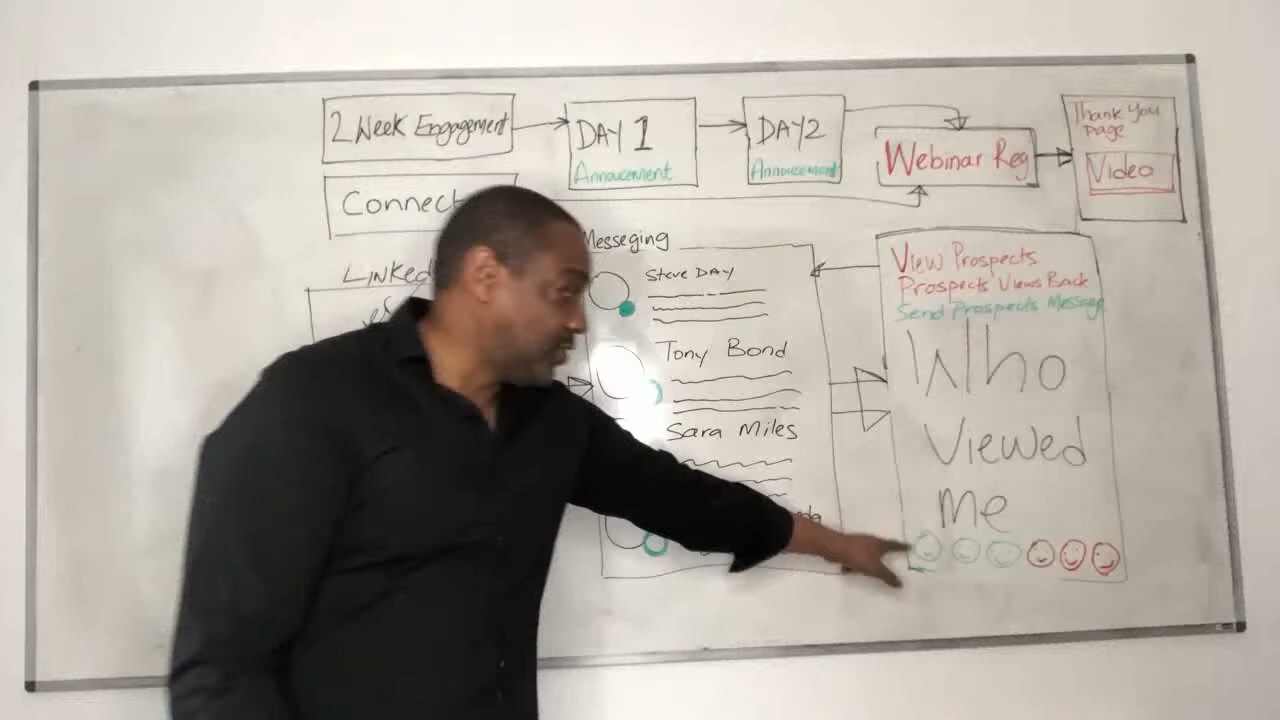 2 Week Engagement
DAY 1
Annoucement
DAY2
Annoucement
Webinar Reg
Thank You
Page
Video
Connect
LinKed
Messeging
Steve DAY
Tony Bond
Sara Miles
View Prospects
Prospects Views Back
Send Prospects Message
Who
Viewed
Me